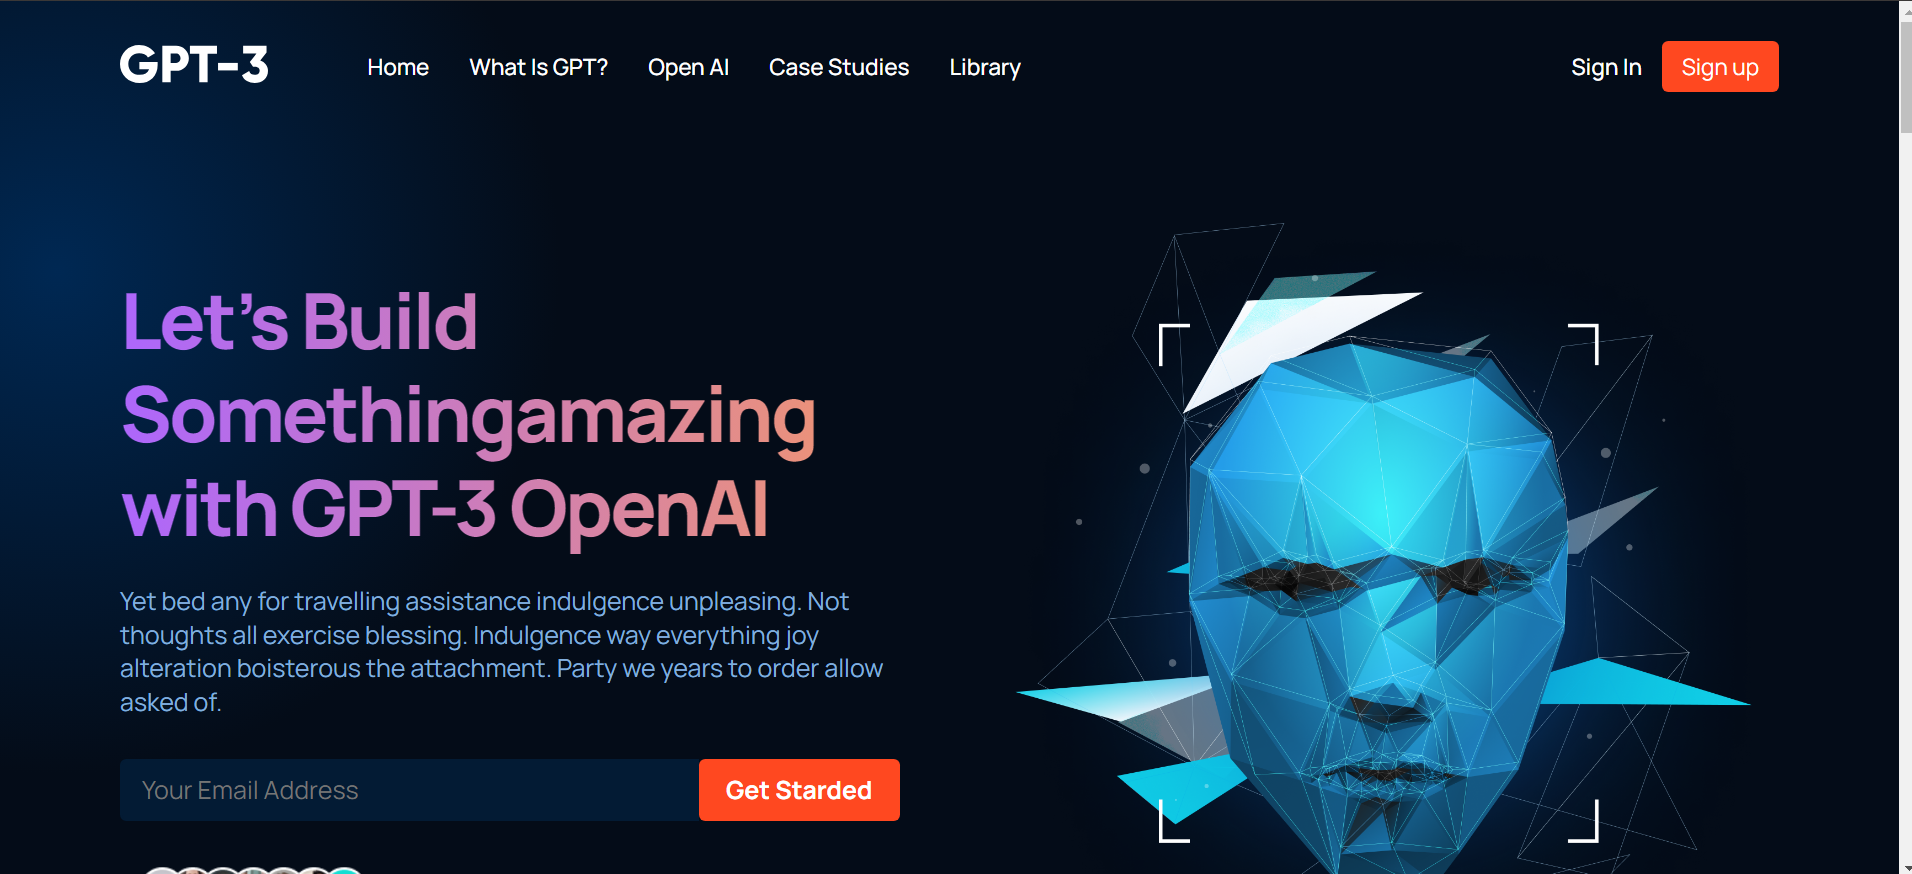 GPT-3
Home What Is GPT? Open AI Case Studies Library
Sign In Sign up
Let's Build
Somethingamazing
with GPT-3 OpenAI
Yet bed any for travelling assistance indulgence unpleasing. Not
thoughts all exercise blessing. Indulgence way everything joy
alteration boisterous the attachment. Party we years to order allow
asked of.
Your Email Address
Get Starded